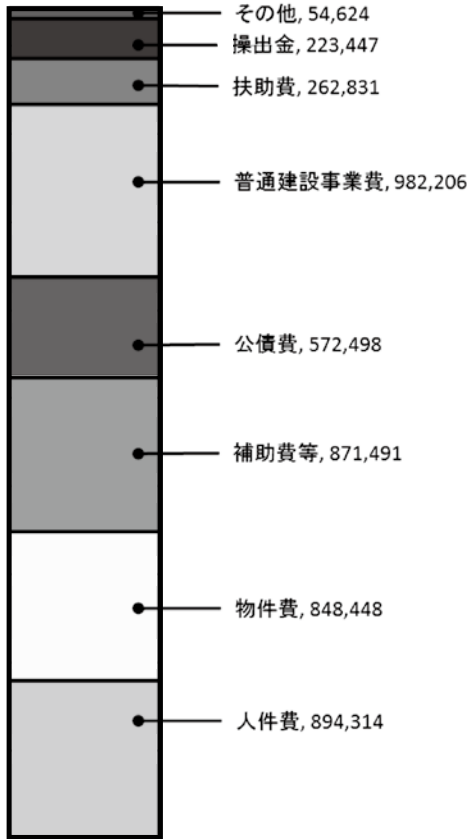 その他, 54,624
操出金, 223,447
扶助費, 262,831
普通建設事業費, 982,206
公債費, 572,498
補助費等, 871,491
物件費, 848,448
人件費, 894,314